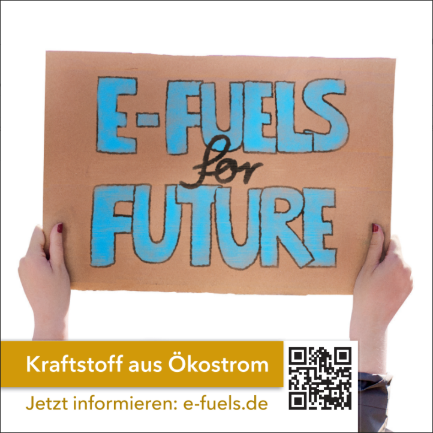 E-FUELS
for
FUTURE
Kraftstoff aus Ökostrom
Jetzt informieren: e-fuels.de